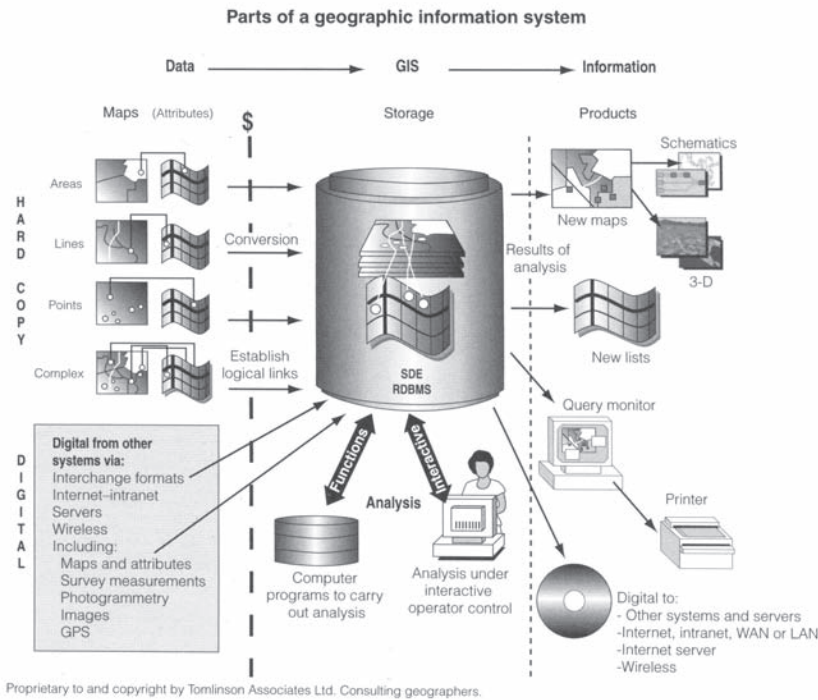 Parts of a geographic information system
Data
GIS
Information
Maps
(Attributes)
$
Storage
Products
HARD COPY
Areas
Lines
Points
Complex
Conversion
Establish
logical links
SDE
RDBMS
Schematics
New maps
3-D
Results of
analysis
New lists
Query monitor
Printer
DIGITAL
Digital from other
systems via:
Interchange formats
Internet–intranet
Servers
Wireless
Including:
Maps and attributes
Survey measurements
Photogrammetry
Images
GPS
Functions
Interactive
Analysis
Computer
programs to carry
out analysis
Analysis under
interactive
operator control
Digital to:
- Other systems and servers
-Internet, intranet, WAN or LAN
-Internet server
-Wireless
Proprietary to and copyright by Tomlinson Associates Ltd. Consulting geographers.